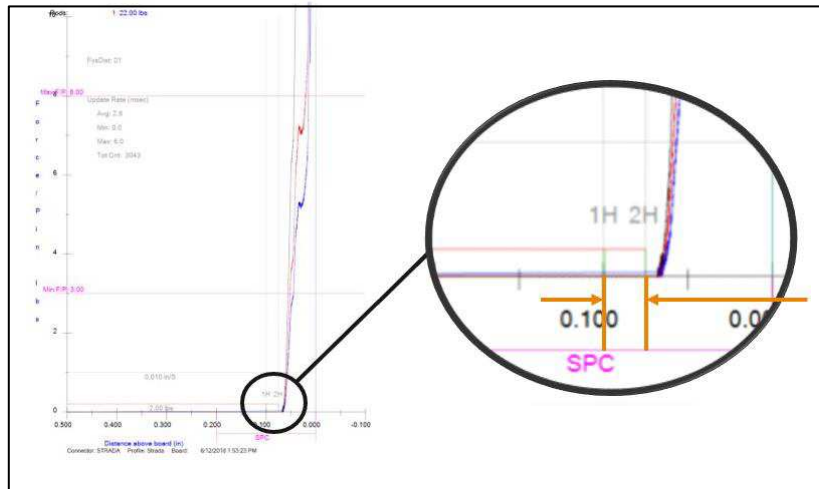 Rods: 1: 22.00 lbs
10
Update Rate (msec)
Avg: 2.8
Max: 6.0
Tot Cnt: 3043
8
Max F/P: 8.00
6
4
Min F/P: 3.00
2
0.010 in/S
2.00 lbs
1H 2H
0
0.500 0.400 0.300 0.200 0.100 0.000 -0.100
SPC
Distance above board (in)
Connector: STRADA Profile: Strada Board: 6/12/2018 1:53:23 PM
1H 2H
0.100
SPC